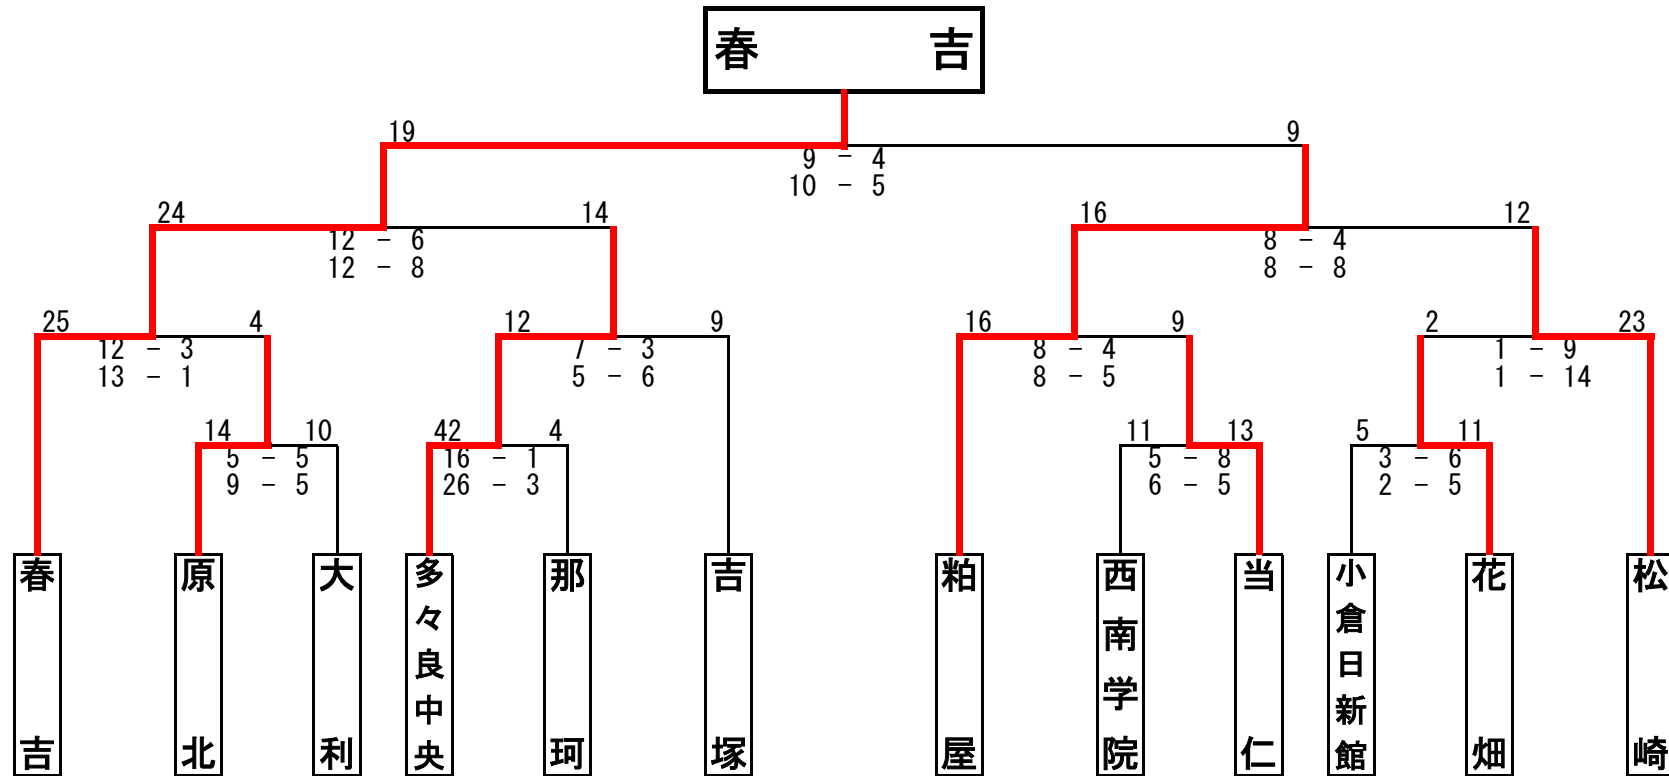 春 吉
19 9
9 － 4
10 － 5
24 14 16 12
12 － 6 8 － 4
12 － 8 8 － 8
25 4 12 9 16 9 2 23
12 － 3 7 － 3 8 － 4 1 － 9
13 － 1 5 － 6 8 － 5 1 － 14
14 10 42 4 11 13 5 11
5 － 5 16 － 1 5 － 8 3 － 6
9 － 5 26 － 3 6 － 5 2 － 5
春吉
原北
大利
多々良中央
那珂
吉塚
粕屋
西南学院
当仁
小倉日新館
花畑
松崎